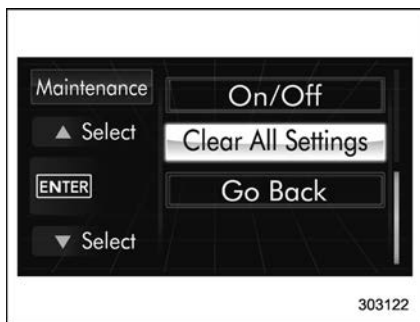 Maintenance
▲ Select
ENTER
▼ Select
On/Off
Clear All Settings
Go Back
303122